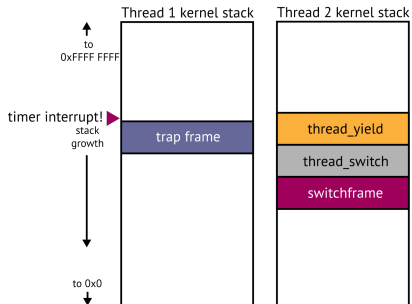 Thread 1 kernel stack
Thread 2 kernel stack
to
0xFFFF FFFF
timer interrupt!
stack
growth
trap frame
thread_yield
thread_switch
switchframe
to 0x0